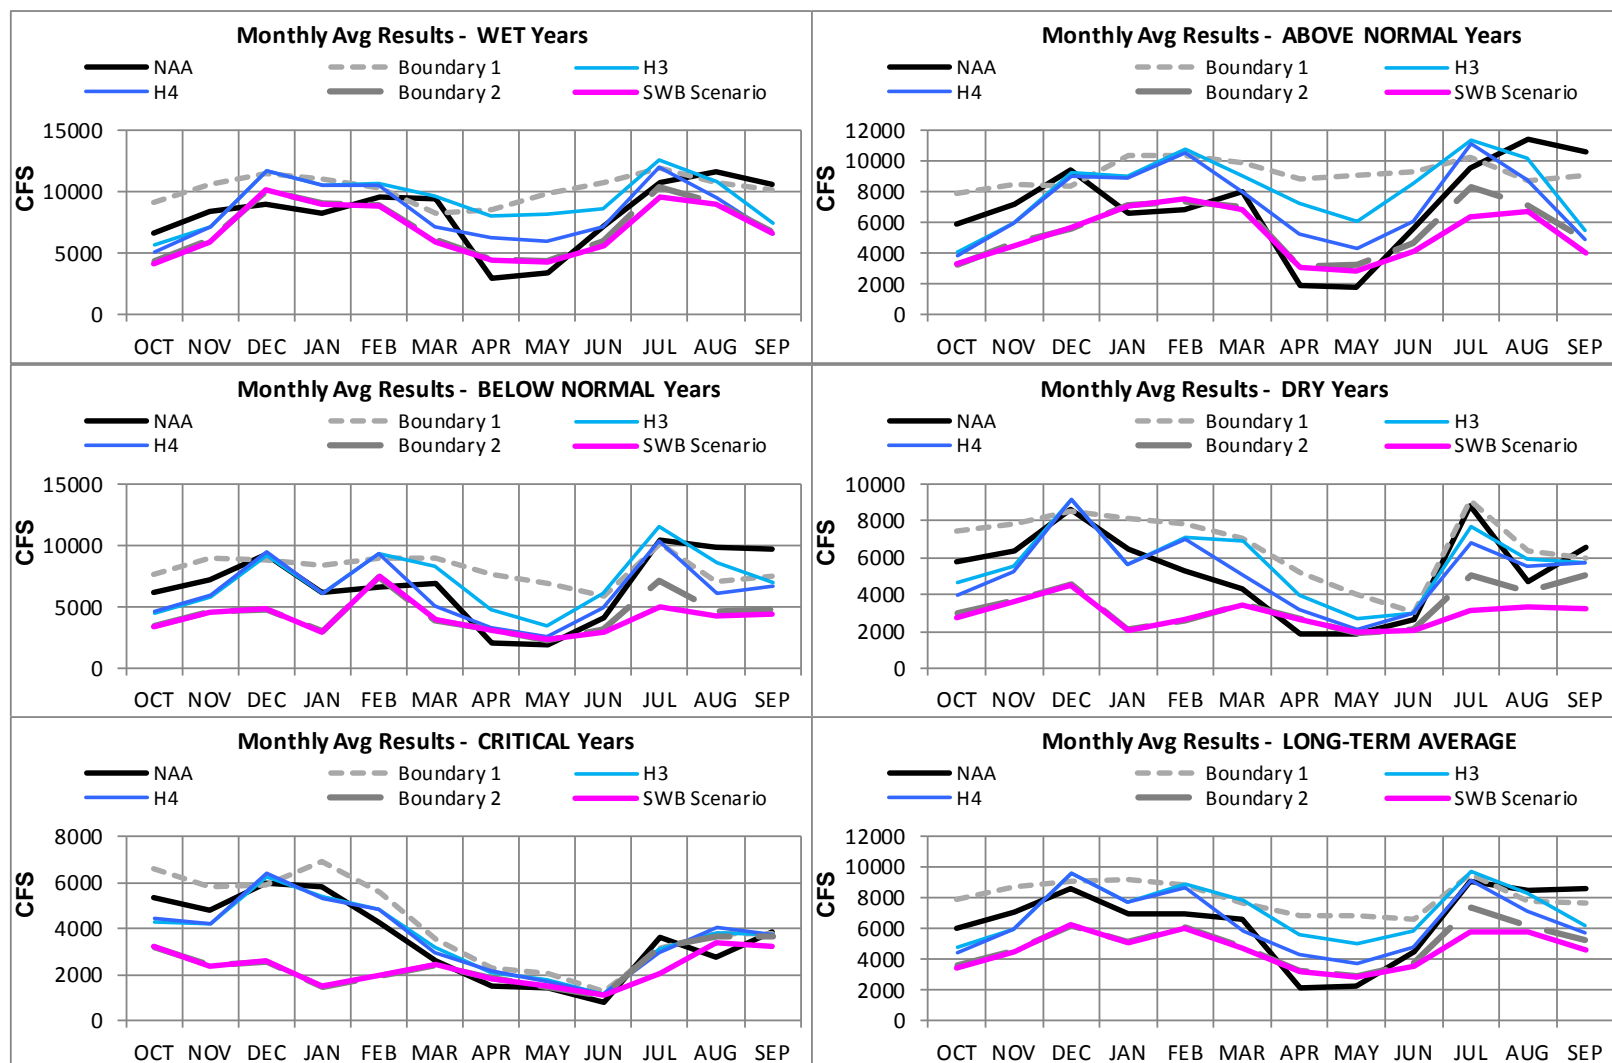 Monthly Avg Results - WET Years
NAA Boundary 1 H3
H4 Boundary 2 SWB Scenario
15000
10000
5000
0
CFS
OCT NOV DEC JAN FEB MAR APR MAY JUN JUL AUG SEP
Monthly Avg Results - ABOVE NORMAL Years
NAA Boundary 1 H3
H4 Boundary 2 SWB Scenario
12000
10000
8000
6000
4000
2000
0
CFS
OCT NOV DEC JAN FEB MAR APR MAY JUN JUL AUG SEP
Monthly Avg Results - BELOW NORMAL Years
NAA Boundary 1 H3
H4 Boundary 2 SWB Scenario
15000
10000
5000
0
CFS
OCT NOV DEC JAN FEB MAR APR MAY JUN JUL AUG SEP
Monthly Avg Results - DRY Years
NAA Boundary 1 H3
H4 Boundary 2 SWB Scenario
10000
8000
6000
4000
2000
0
CFS
OCT NOV DEC JAN FEB MAR APR MAY JUN JUL AUG SEP
Monthly Avg Results - CRITICAL Years
NAA Boundary 1 H3
H4 Boundary 2 SWB Scenario
8000
6000
4000
2000
0
CFS
OCT NOV DEC JAN FEB MAR APR MAY JUN JUL AUG SEP
Monthly Avg Results - LONG-TERM AVERAGE
NAA Boundary 1 H3
H4 Boundary 2 SWB Scenario
12000
10000
8000
6000
4000
2000
0
CFS
OCT NOV DEC JAN FEB MAR APR MAY JUN JUL AUG SEP